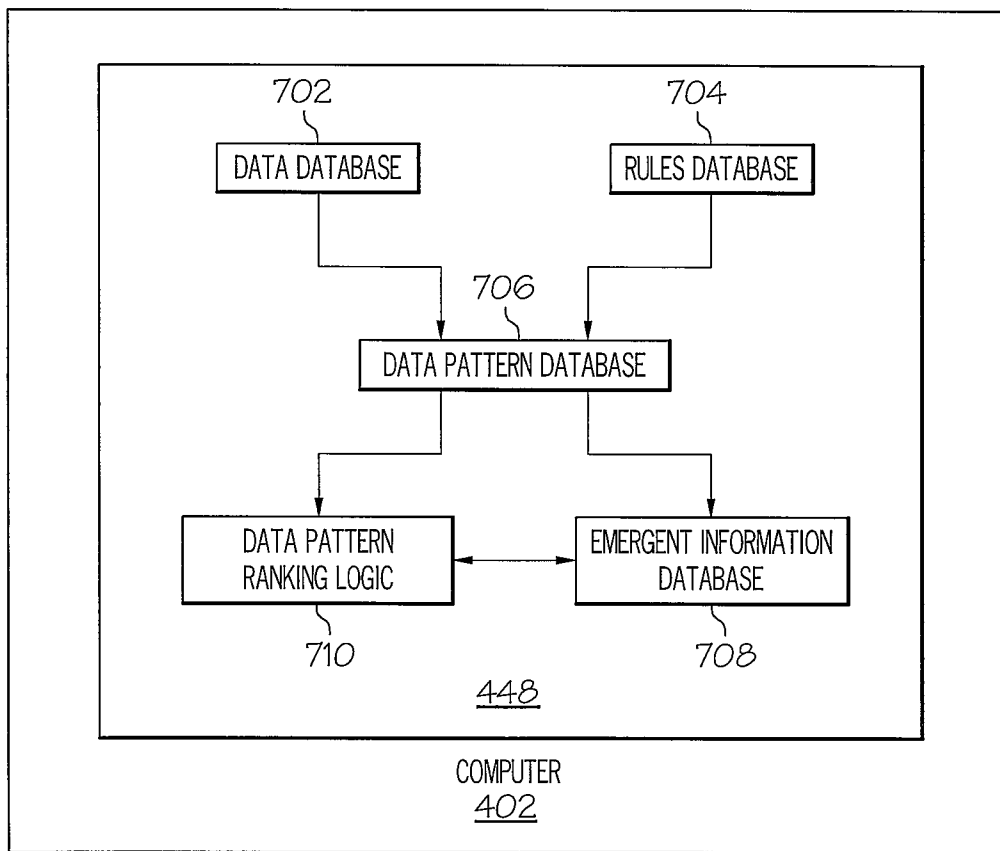 702
704
DATA DATABASE
RULES DATABASE
706
DATA PATTERN DATABASE
DATA PATTERN
RANKING LOGIC
EMERGENT INFORMATION
DATABASE
710
708
448
COMPUTER
402